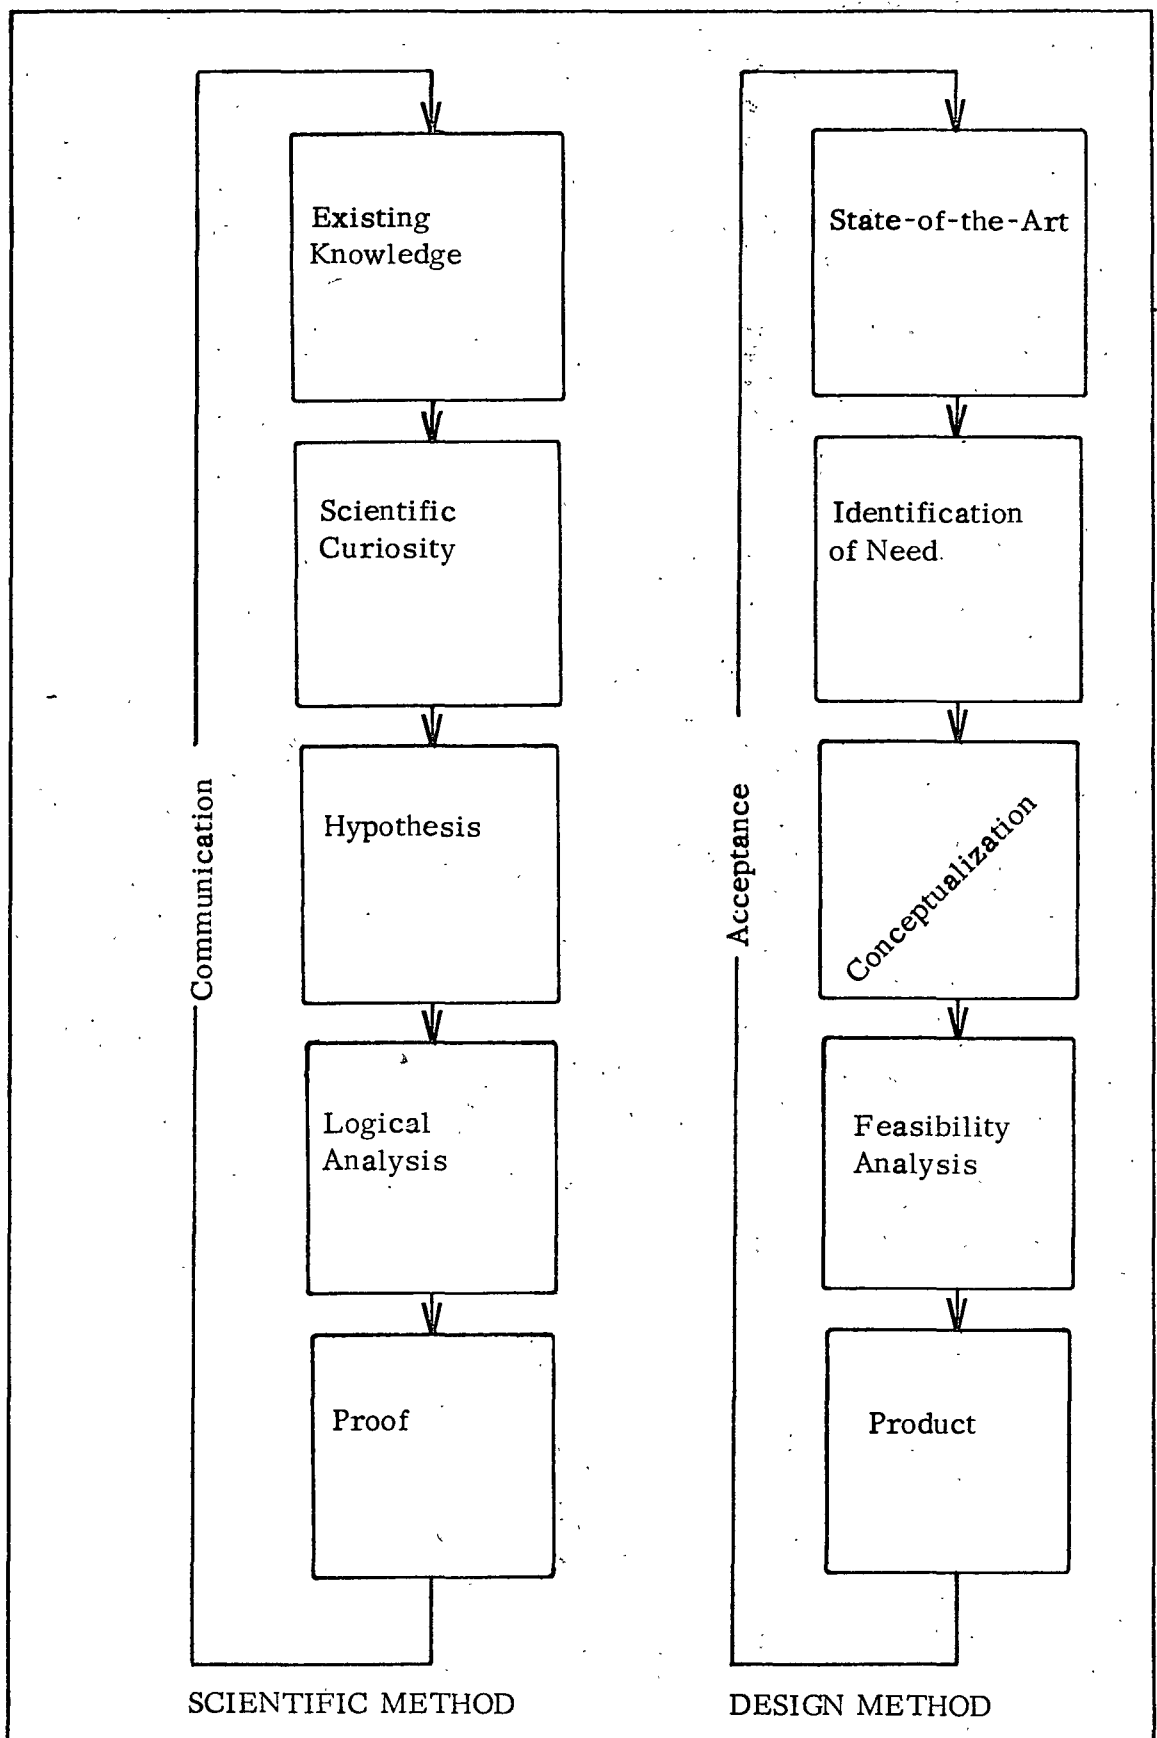 Existing
Knowledge
Scientific
Curiosity
Hypothesis
Logical
Analysis
Proof
Communication
SCIENTIFIC METHOD
State-of-the-Art
Identification
of Need
Conceptualization
Feasibility
Analysis
Product
Acceptance
DESIGN METHOD